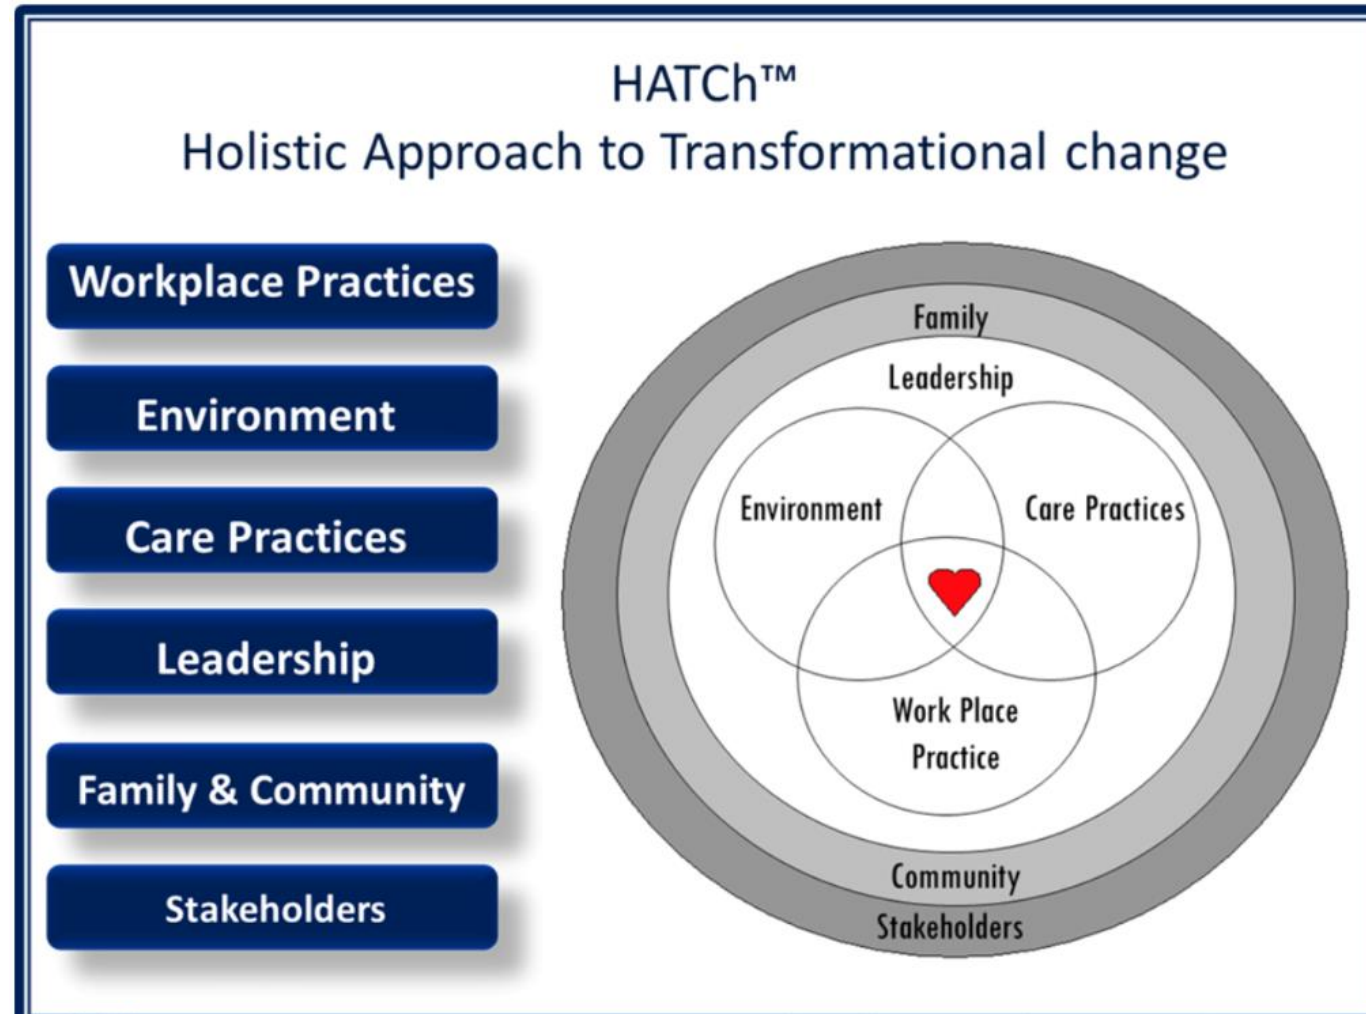 HATCh™
Holistic Approach to Transformational change
Workplace Practices
Environment
Care Practices
Leadership
Family & Community
Stakeholders
Family
Leadership
Environment
Care Practices
Work Place
Practice
Community
Stakeholders